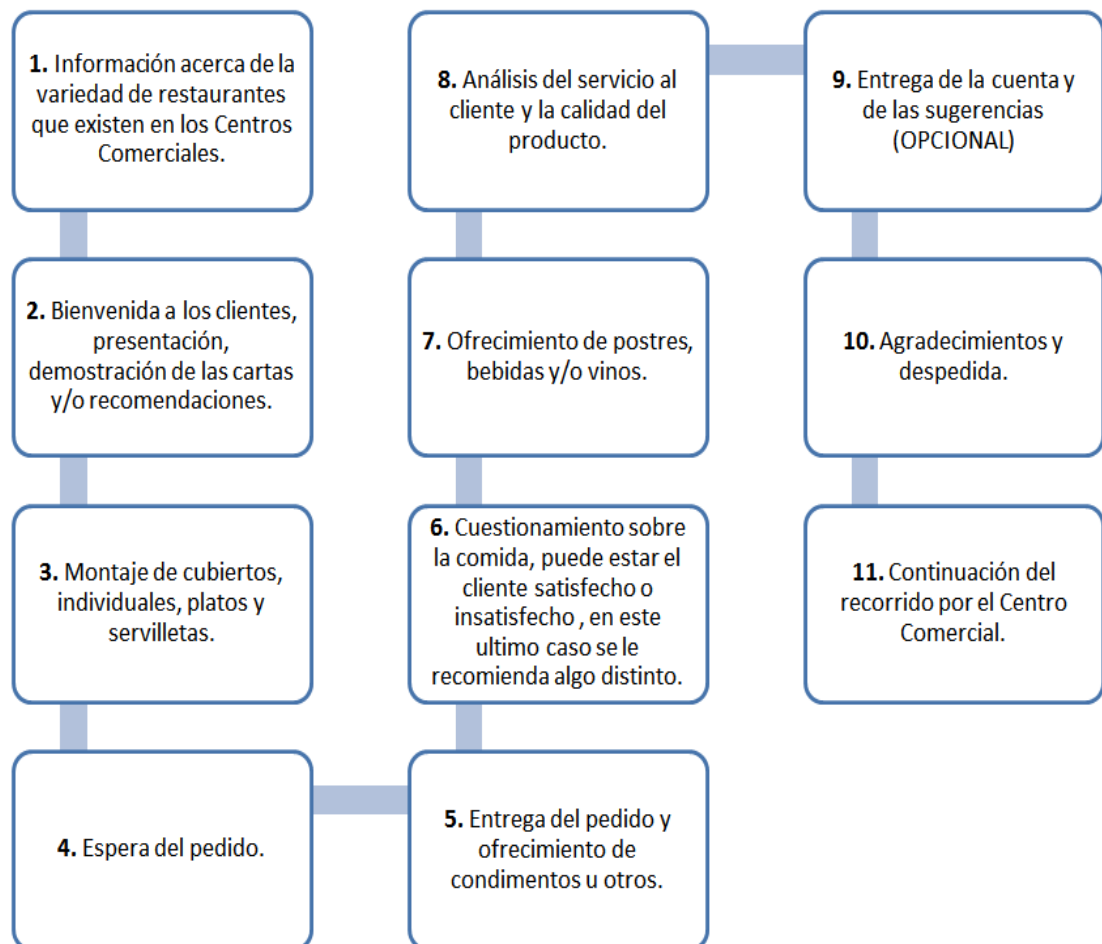 1. Información acerca de la
variedad de restaurantes
que existen en los Centros
Comerciales.
2. Bienvenida a los clientes,
presentación,
demostración de las cartas
y/o recomendaciones.
3. Montaje de cubiertos,
individuales, platos y
servilletas.
4. Espera del pedido.
5. Entrega del pedido y
ofrecimiento de
condimentos u otros.
6. Cuestionamiento sobre
la comida, puede estar el
cliente satisfecho o
insatisfecho , en este
ultimo caso se le
recomienda algo distinto.
7. Ofrecimiento de postres,
bebidas y/o vinos.
8. Análisis del servicio al
cliente y la calidad del
producto.
9. Entrega de la cuenta y
de las sugerencias
(OPCIONAL)
10. Agradecimientos y
despedida.
11. Continuación del
recorrido por el Centro
Comercial.